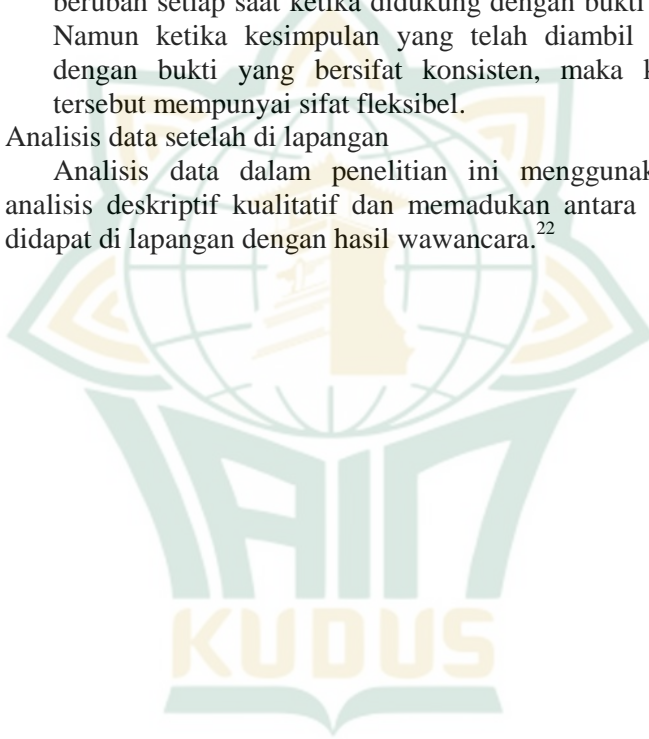 berubah setiap saat ketika didukung dengan bukti
Namun ketika kesimpulan yang telah diambil
dengan bukti yang bersifat konsisten, maka k
tersebut mempunyai sifat fleksibel.
Analisis data setelah di lapangan
Analisis data dalam penelitian ini menggunak
analisis deskriptif kualitatif dan memadukan antara
didapat di lapangan dengan hasil wawancara.22
IAIN
KUDUS